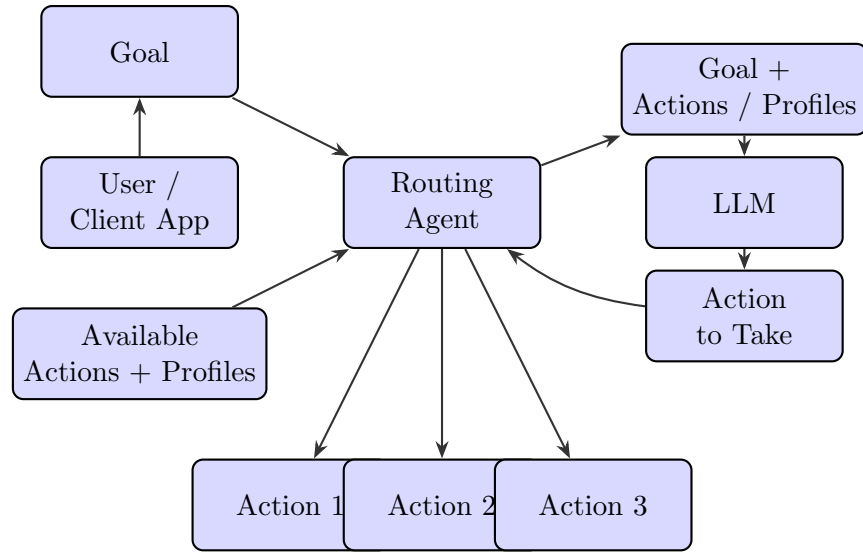 Goal
Goal +
Actions / Profiles
User /
Client App
Routing
Agent
LLM
Available
Actions + Profiles
Action
to Take
Action 1
Action 2
Action 3